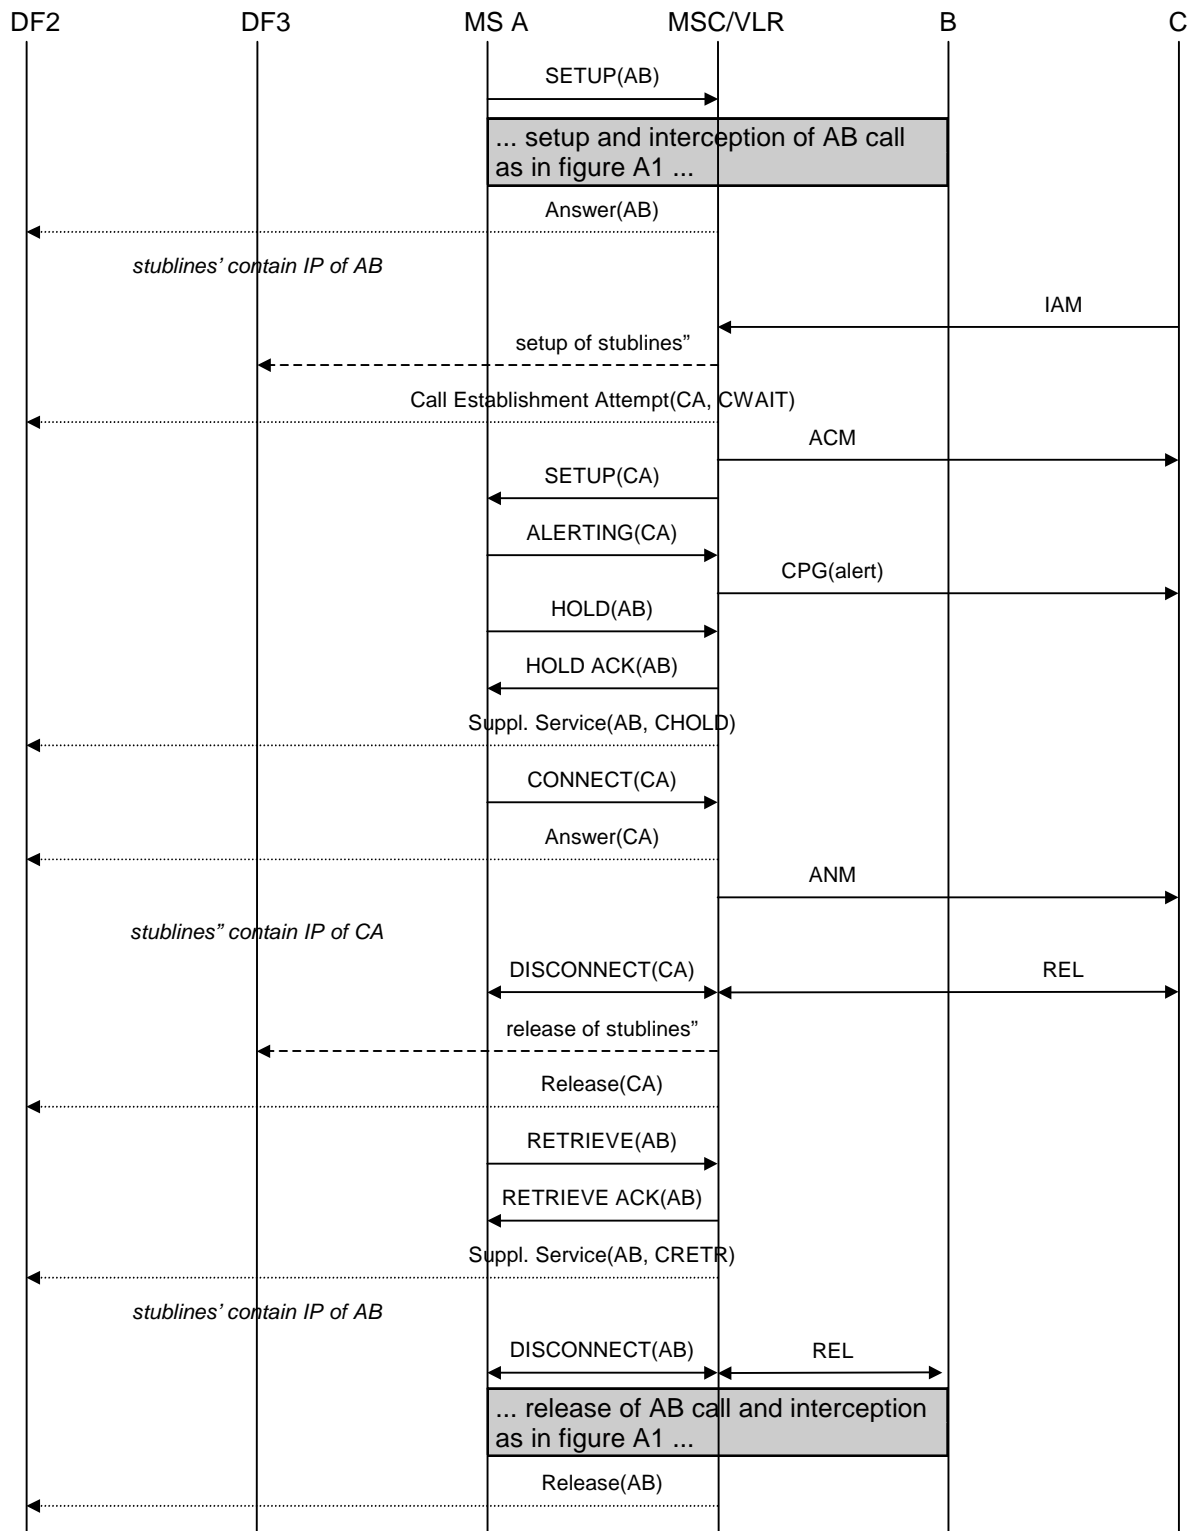 DF2 DF3 MS A MSC/VLR B C
SETUP(AB)
... setup and interception of AB call
as in figure A1 ...
Answer(AB)
stublines’ contain IP of AB
IAM
setup of stublines”
Call Establishment Attempt(CA, CWAIT)
ACM
SETUP(CA)
ALERTING(CA)
CPG(alert)
HOLD(AB)
HOLD ACK(AB)
Suppl. Service(AB, CHOLD)
CONNECT(CA)
Answer(CA)
ANM
stublines” contain IP of CA
DISCONNECT(CA) REL
release of stublines”
Release(CA)
RETRIEVE(AB)
RETRIEVE ACK(AB)
Suppl. Service(AB, CRETR)
stublines’ contain IP of AB
DISCONNECT(AB) REL
... release of AB call and interception
as in figure A1 ...
Release(AB)